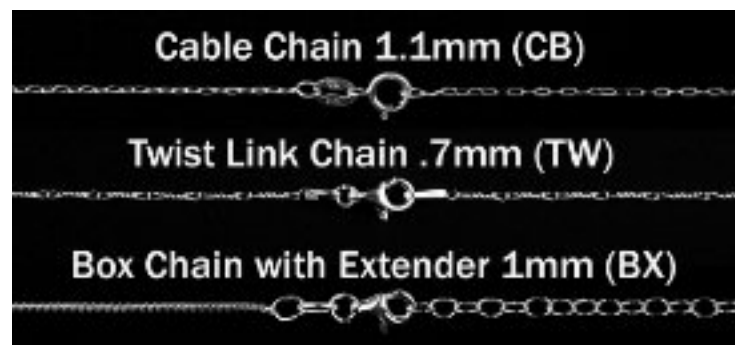 Cable Chain 1.1mm (CB)
Twist Link Chain .7mm (TW)
Box Chain with Extender 1mm (BX)